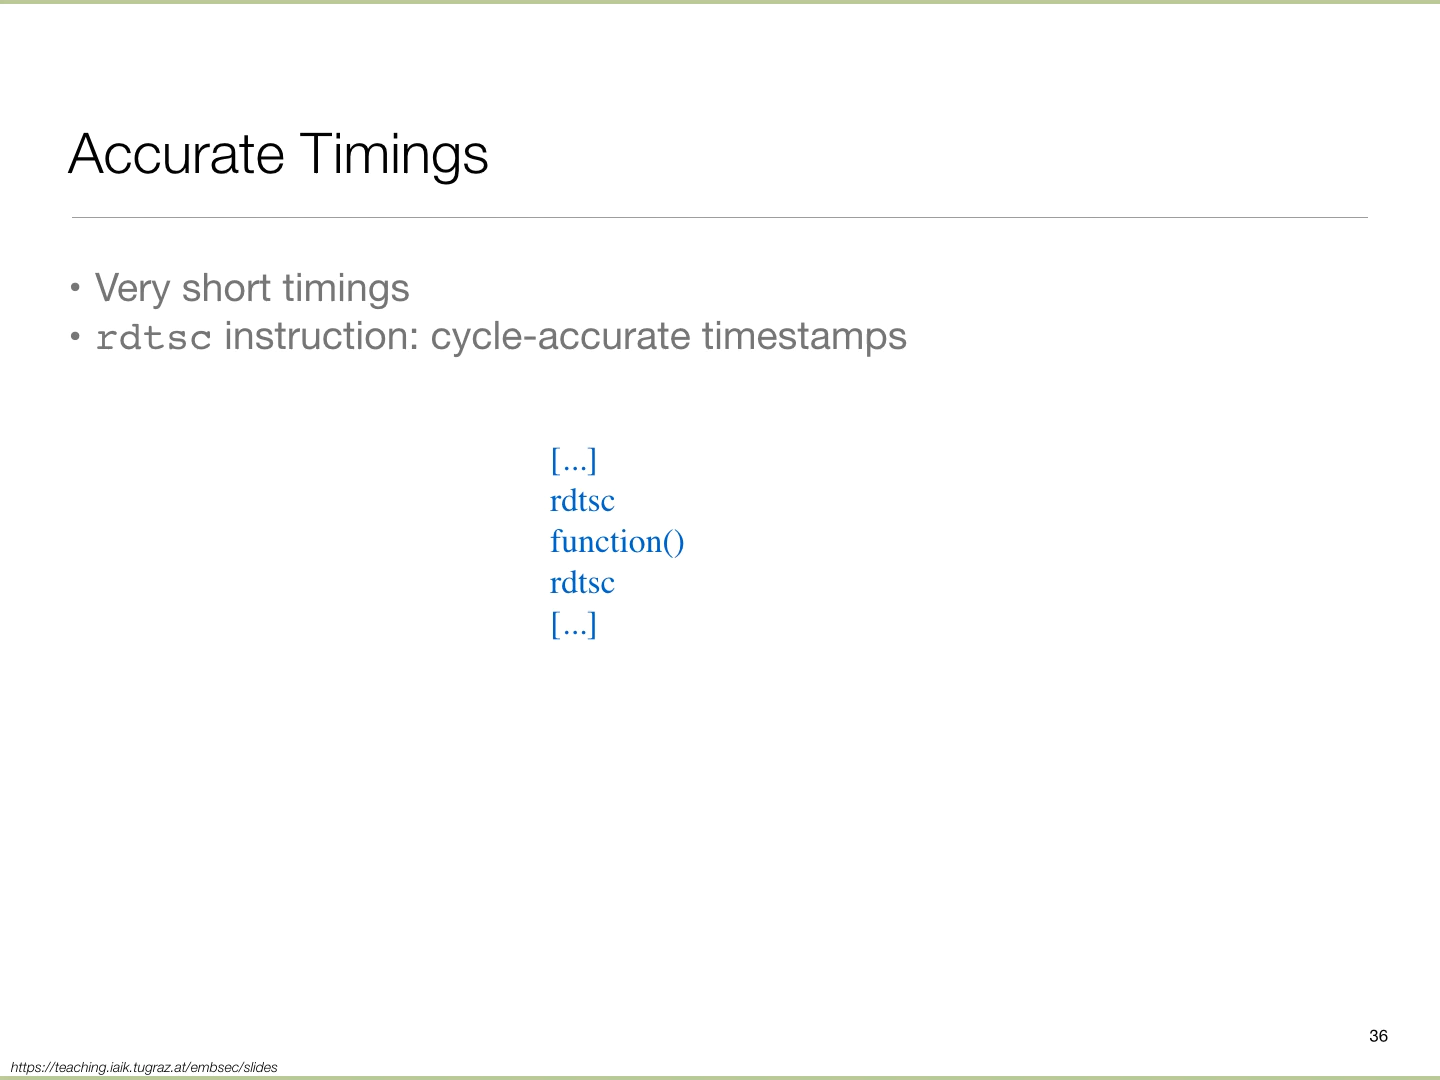 Accurate Timings
• Very short timings
• rdtsc instruction: cycle-accurate timestamps
[...]
rdtsc
function()
rdtsc
[...]
36
https://teaching.iaik.tugraz.at/embsec/slides